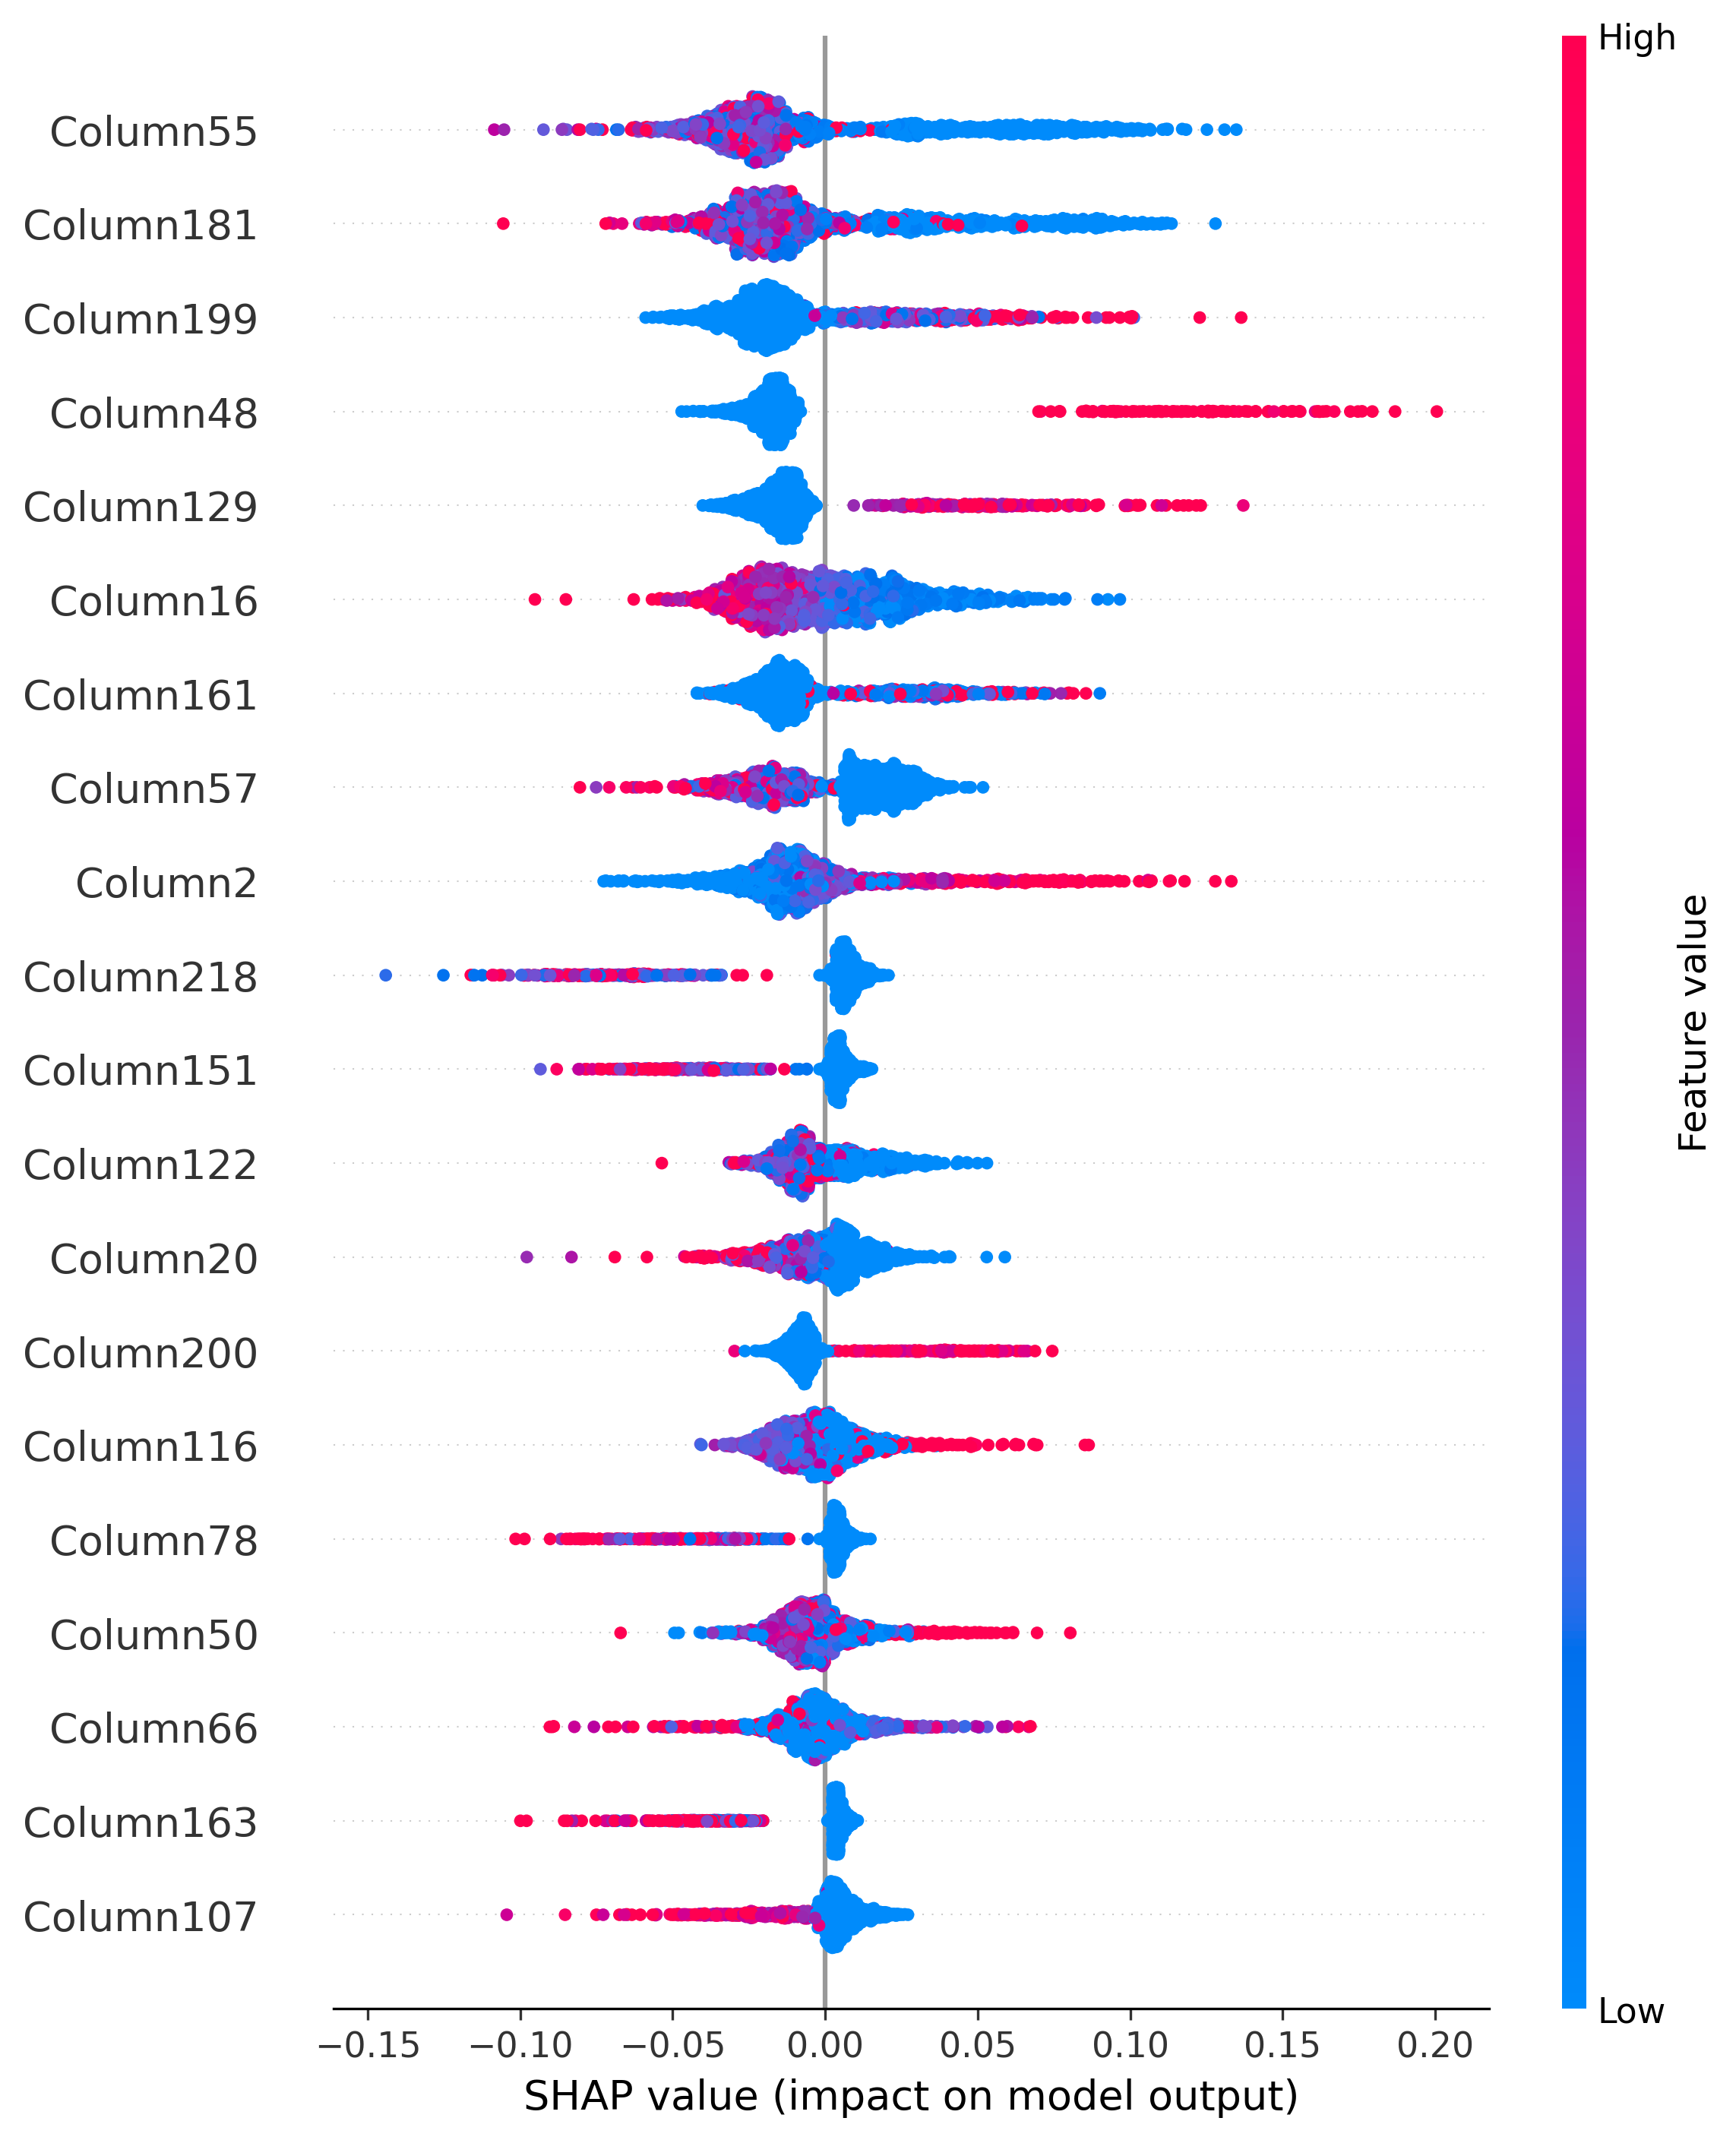 High
Column55
Column181
Column199
Column48
Column129
Column16
Column161
Column57
Column2
Column218
Column151
Column122
Column20
Column200
Column116
Column78
Column50
Column66
Column163
Column107
Feature value
Low
−0.15 −0.10 −0.05 0.00 0.05 0.10 0.15 0.20
SHAP value (impact on model output)